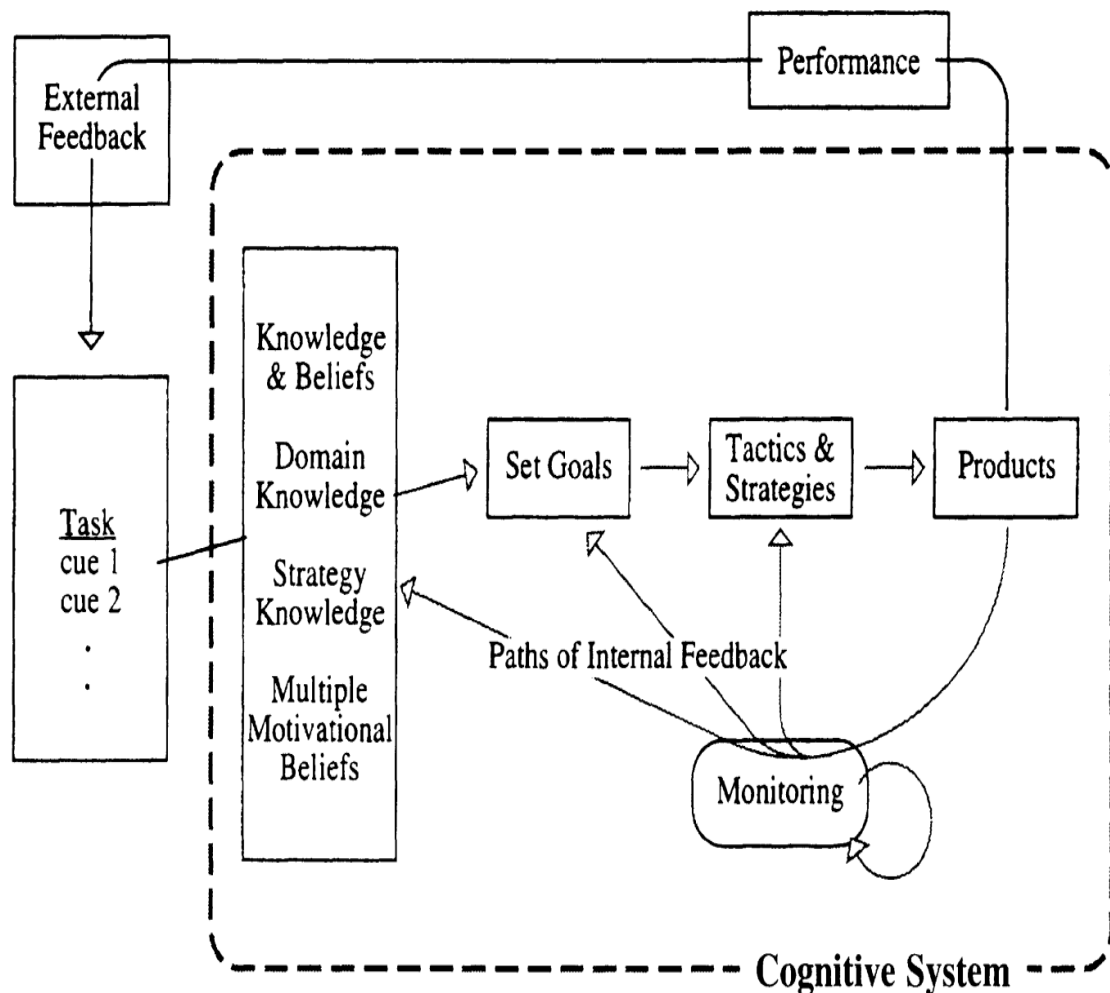 External
Feedback
Performance
Knowledge
& Beliefs
Domain
Knowledge
Strategy
Knowledge
Multiple
Motivational
Beliefs
Task
cue 1
cue 2
.
.
Set Goals
Tactics &
Strategies
Products
Paths of Internal Feedback
Monitoring
Cognitive System